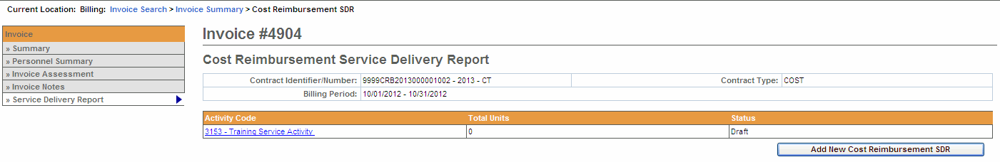 Current Location: Billing: Invoice Search > Invoice Summary > Cost Reimbursement SDR
Invoice
» Summary
» Personnel Summary
» Invoice Assessment
» Invoice Notes
» Service Delivery Report
Invoice #4904
Cost Reimbursement Service Delivery Report
Contract Identifier/Number: 9999CRB2013000001002 - 2013 - CT Contract Type: COST
Billing Period: 10/01/2012 - 10/31/2012
Activity Code Total Units Status
3153 - Training Service Activity 0 Draft
Add New Cost Reimbursement SDR